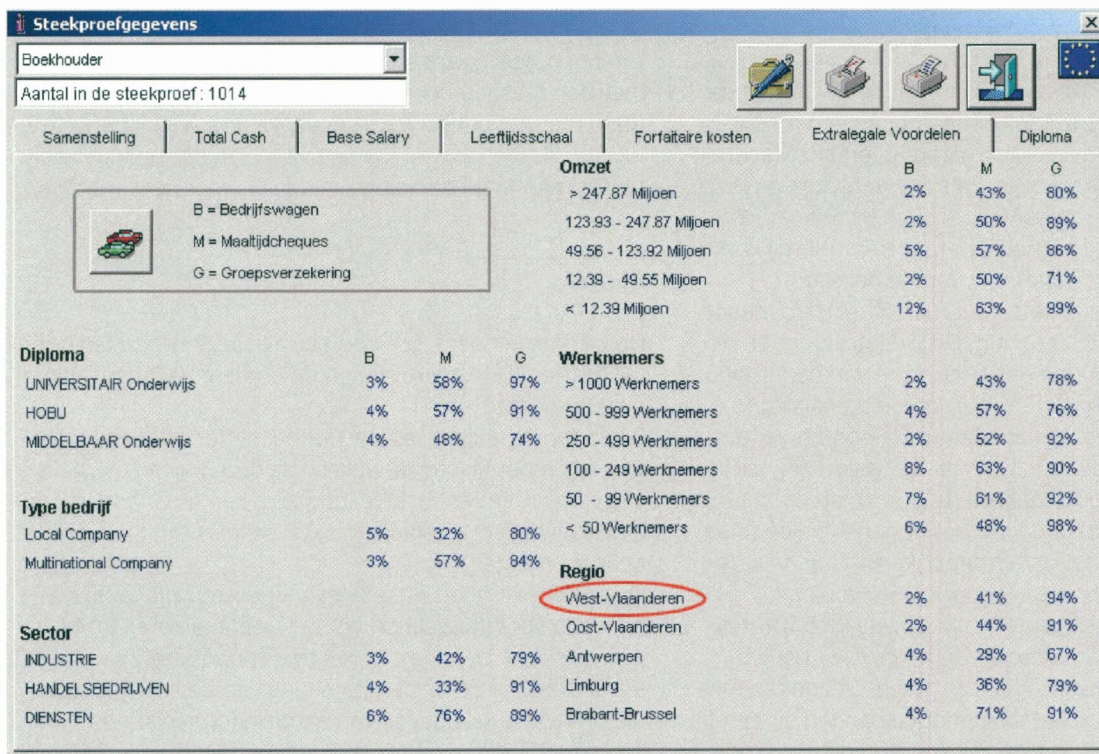 Steekproefgegevens
Boekhouder
Aantal in de steekproef : 1014
Samenstelling Total Cash Base Salary Leeftijdsschaal Forfaitaire kosten Extralegale Voordelen Diploma
B = Bedrijfswagen
M = Maaltijdcheques
G = Groepsverzekering
Omzet B M G
> 247.87 Miljoen 2% 43% 80%
123.93 - 247.87 Miljoen 2% 50% 89%
49.56 - 123.92 Miljoen 5% 57% 86%
12.39 - 49.55 Miljoen 2% 50% 71%
< 12.39 Miljoen 12% 63% 99%
Diploma B M G
UNIVERSITAIR Onderwijs 3% 58% 97%
HOBU 4% 57% 91%
MIDDELBAAR Onderwijs 4% 48% 74%
Type bedrijf
Local Company 5% 32% 80%
Multinational Company 3% 57% 84%
Sector
INDUSTRIE 3% 42% 79%
HANDELSBEDRIJVEN 4% 33% 91%
DIENSTEN 6% 76% 89%
Werknemers
> 1000 Werknemers 2% 43% 78%
500 - 999 Werknemers 4% 57% 76%
250 - 499 Werknemers 2% 52% 92%
100 - 249 Werknemers 8% 63% 90%
50 - 99 Werknemers 7% 61% 92%
< 50 Werknemers 6% 48% 98%
Regio
West-Vlaanderen 2% 41% 94%
Oost-Vlaanderen 2% 44% 91%
Antwerpen 4% 29% 67%
Limburg 4% 36% 79%
Brabant-Brussel 4% 71% 91%